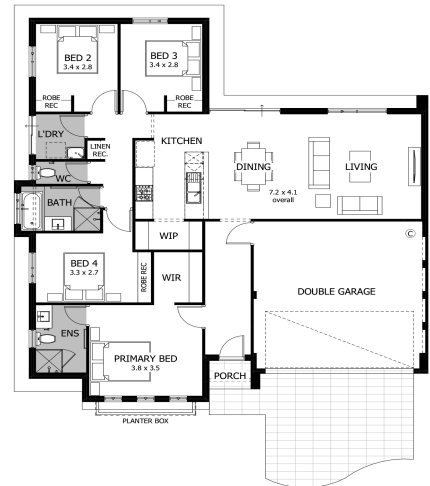 BED 2
3.4 x 2.8
BED 3
3.4 x 2.8
ROBE
REC
ROBE
REC
L'DRY
LINEN
REC.
KITCHEN
WC
DINING
LIVING
7.2 x 4.1
overall
BATH
WIP
C
BED 4
3.3 x 2.7
ROBE REC
WIR
DOUBLE GARAGE
ENS
PRIMARY BED
3.8 x 3.5
PORCH
PLANTER BOX